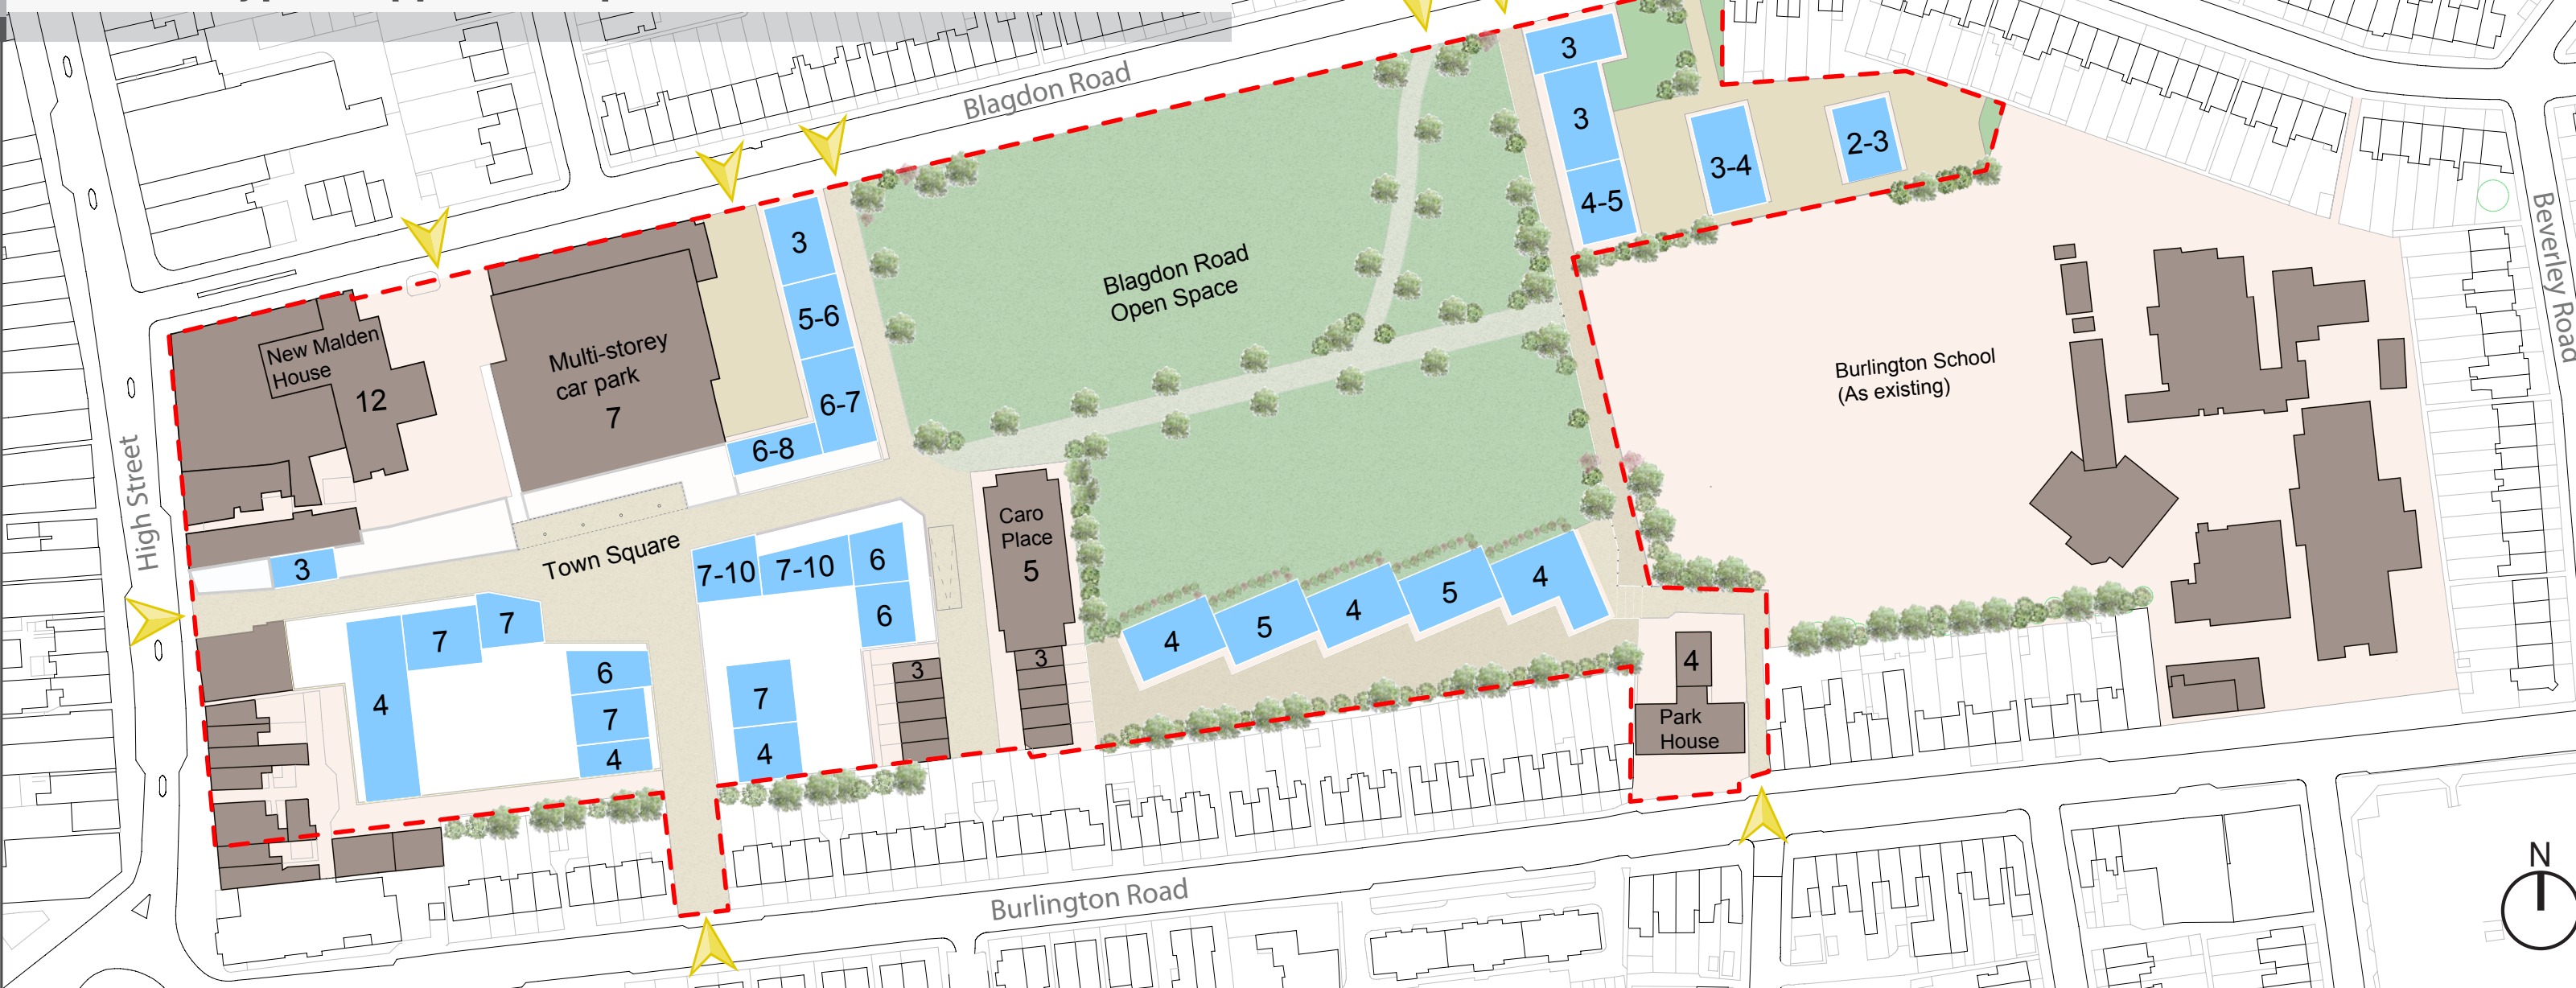 Blagdon Road
3
3
4-5
3-4
2-3
3
5-6
6-7
6-8
Blagdon Road
Open Space
New Malden
House
12
Multi-storey
car park
7
Burlington School
(As existing)
Beverley Road
High Street
Town Square
3
Caro
Place
5
3
3
7-10
7-10
6
6
7
4
4
7
7
6
7
4
4
5
4
5
4
4
Park
House
Burlington Road
N